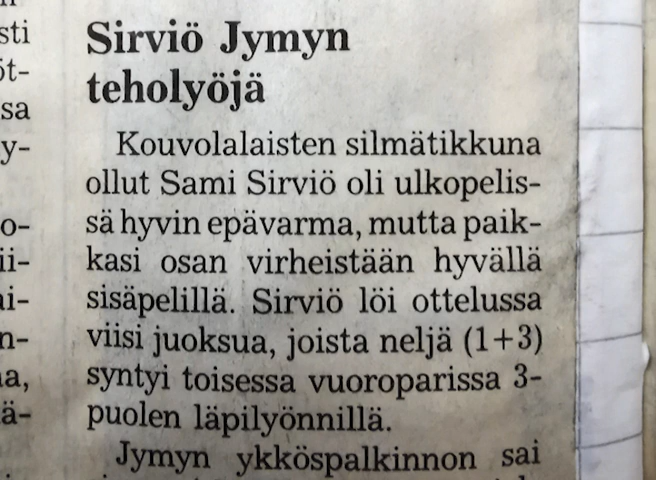 Sirviö Jymyn
teholyöjä
Kouvolalaisten silmätikkuna
ollut Sami Sirviö oli ulkopelis-
sä hyvin epävarma, mutta paik-
kasi osan virheistään hyvällä
sisäpelillä. Sirviö löi ottelussa
viisi juoksua, joista neljä (1+3)
syntyi toisessa vuoroparissa 3-
puolen läpilyönnillä.
Jymyn ykköspalkinnon sai